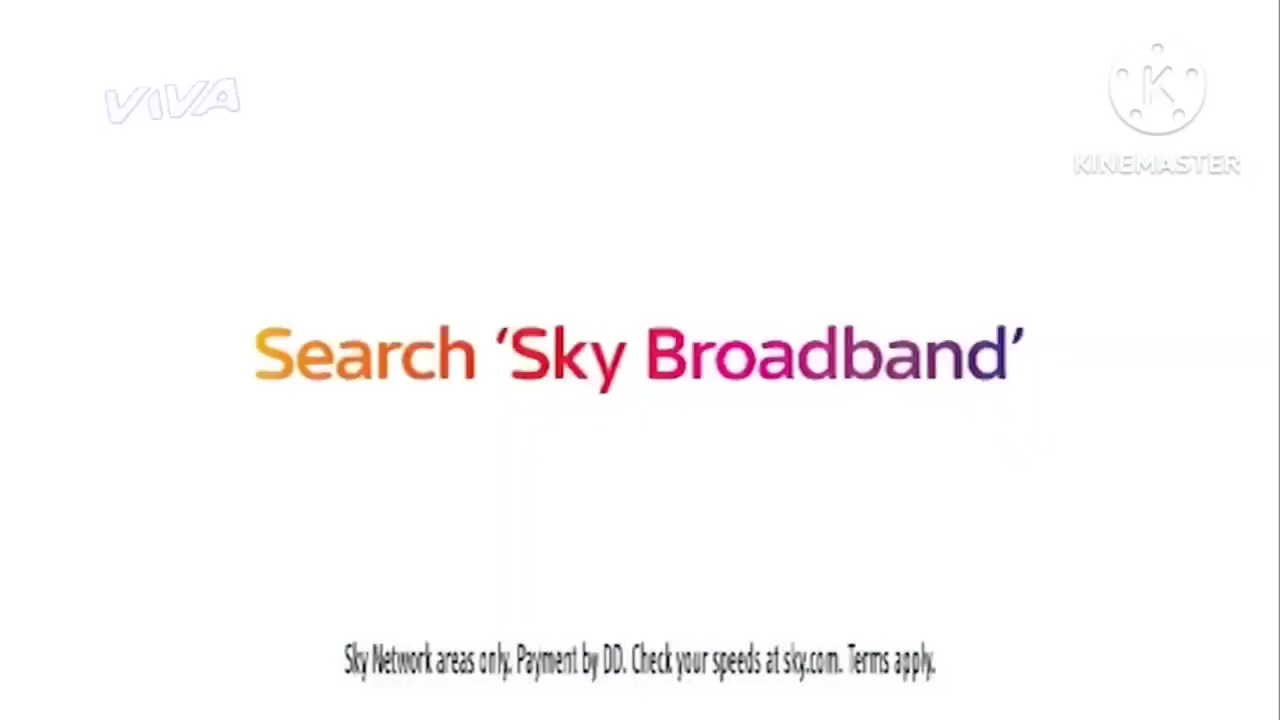 VIVA
K
KINEMASTER
Search ‘Sky Broadband’
Sky Network areas only. Payment by DD. Check your speeds at sky.com. Terms apply.